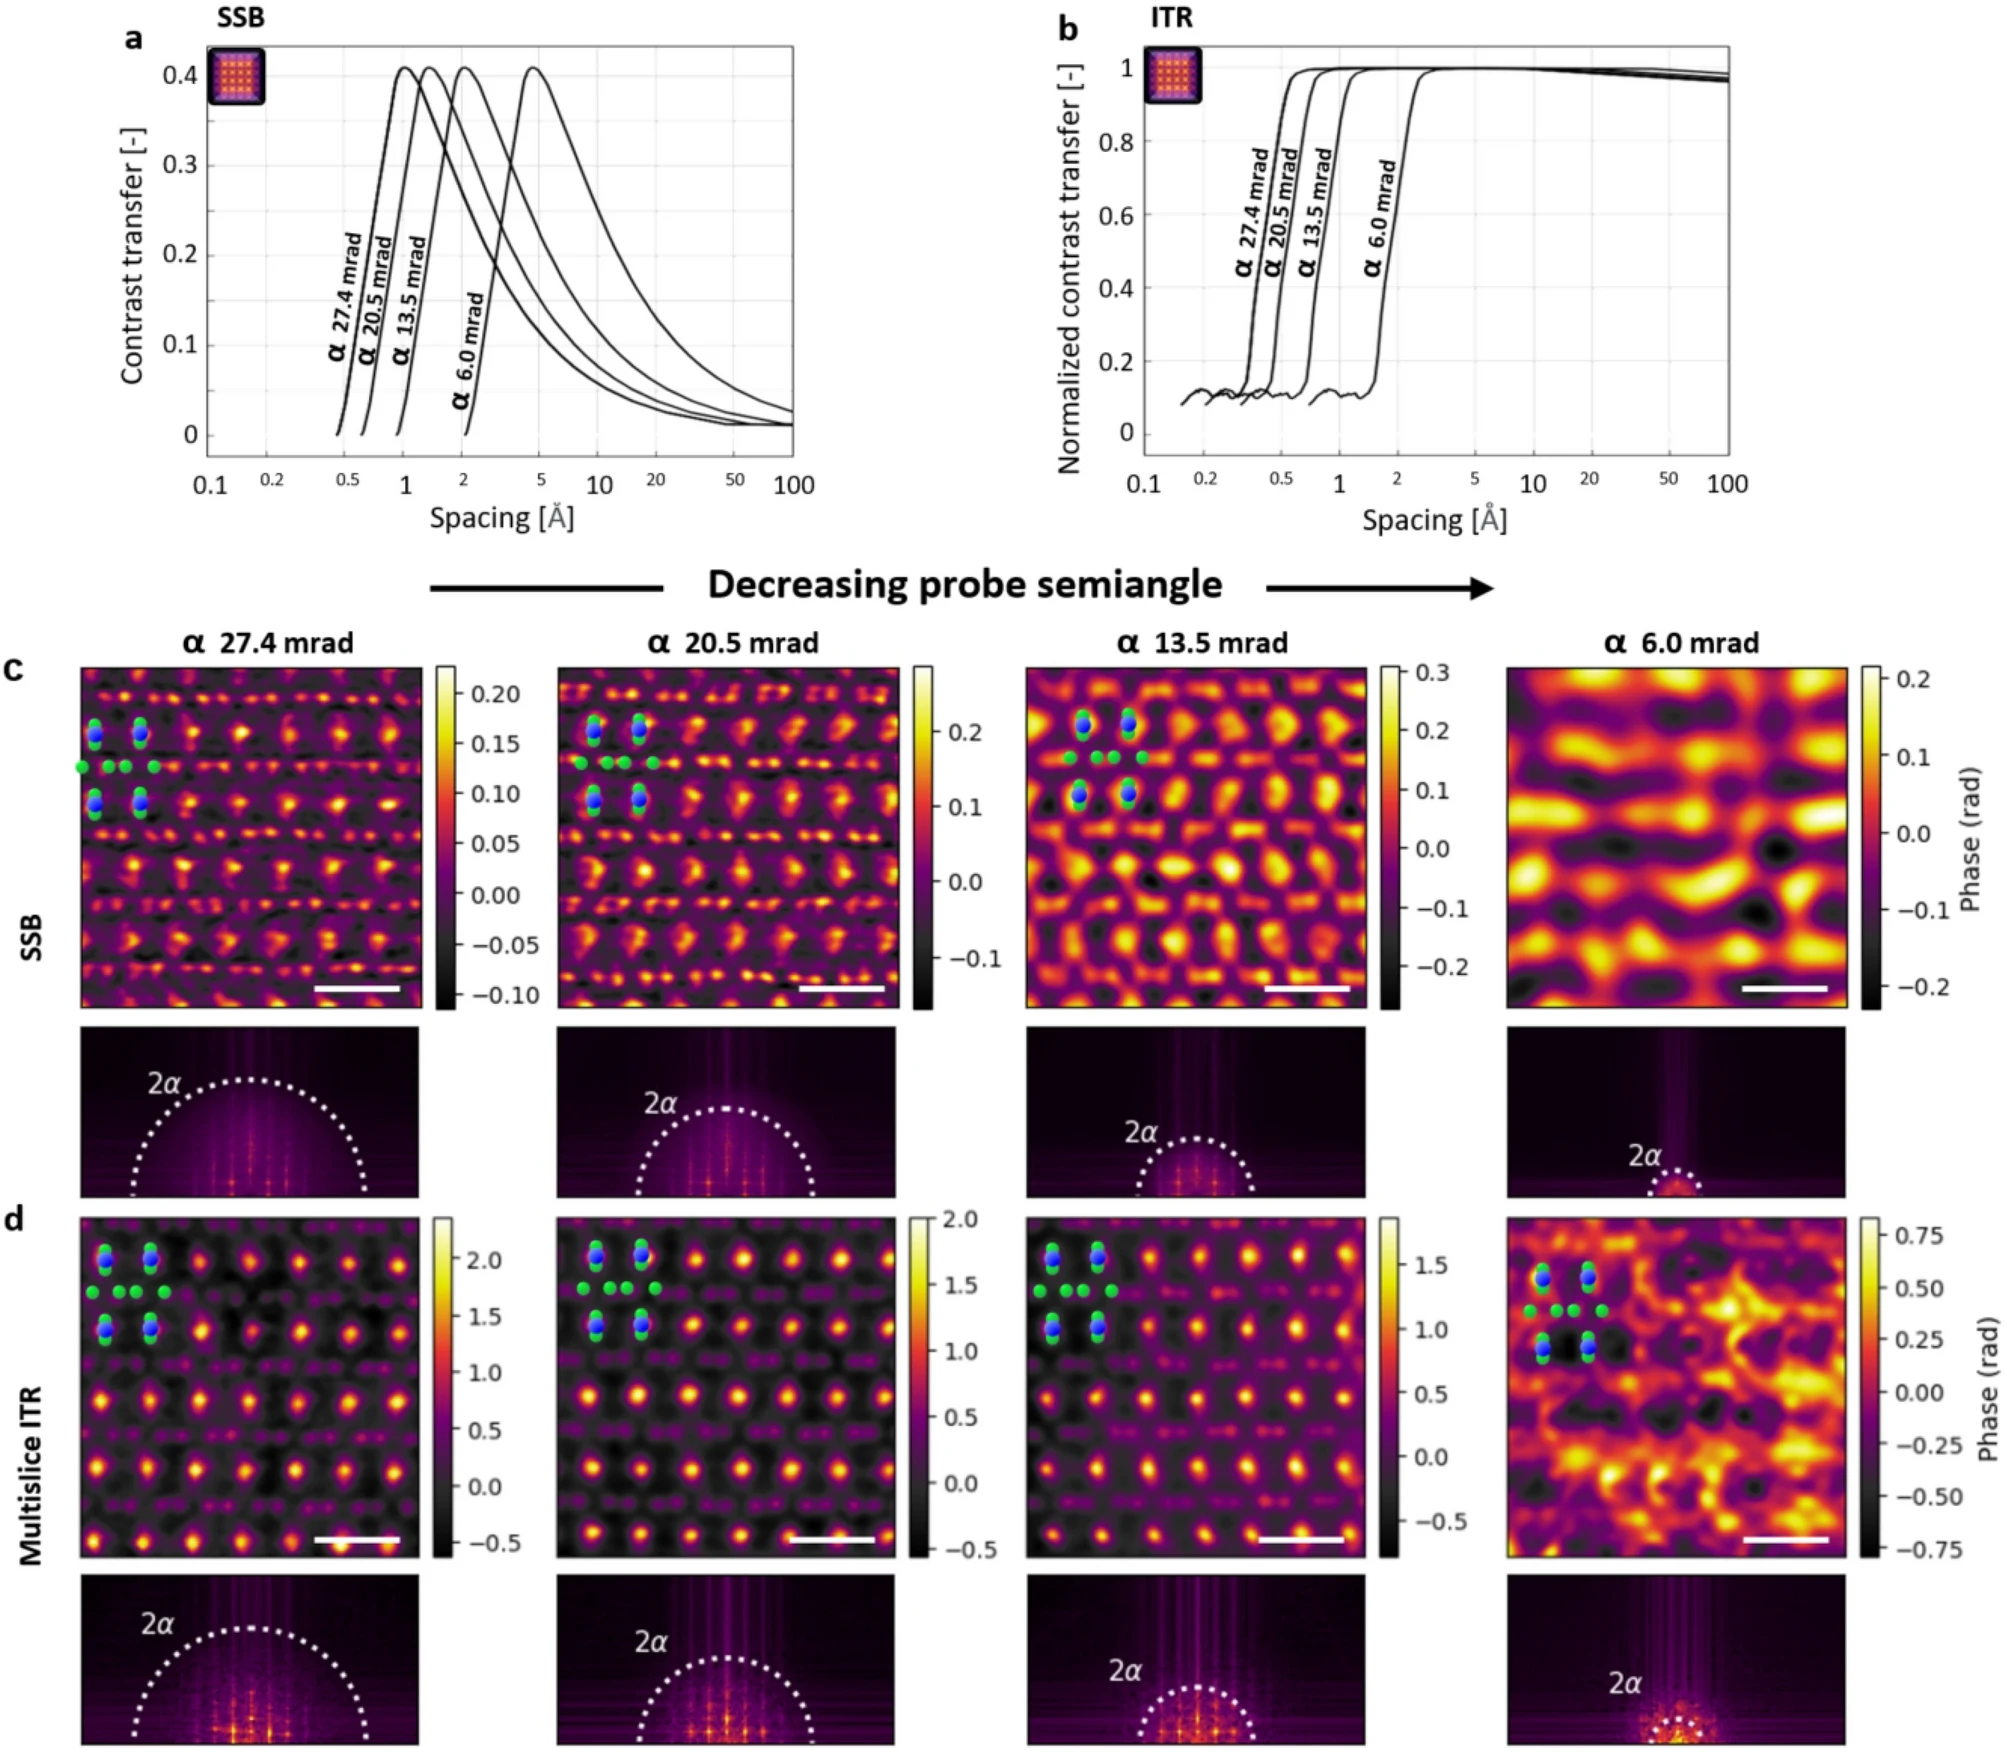 SSB
a
Contrast transfer [-]
0.4
0.3
0.2
0.1
0
α 27.4 mrad
α 20.5 mrad
α 13.5 mrad
α 6.0 mrad
0.1 0.2 0.5 1 2 5 10 20 50 100
Spacing [Å]
b
ITR
Normalized contrast transfer [-]
1
0.8
0.6
0.4
0.2
0
α 27.4 mrad
α 20.5 mrad
α 13.5 mrad
α 6.0 mrad
0.1 0.2 0.5 1 2 5 10 20 50 100
Spacing [Å]
Decreasing probe semiangle
α 27.4 mrad
α 20.5 mrad
α 13.5 mrad
α 6.0 mrad
c
SSB
0.20
0.15
0.10
0.05
0.00
−0.05
−0.10
0.2
0.1
0.0
−0.1
0.3
0.2
0.1
0.0
−0.1
−0.2
0.2
0.1
0.0
−0.1
−0.2
Phase (rad)
2α
2α
2α
2α
d
Multislice ITR
2.0
1.5
1.0
0.5
0.0
−0.5
2.0
1.5
1.0
0.5
0.0
−0.5
1.5
1.0
0.5
0.0
−0.5
0.75
0.50
0.25
0.00
−0.25
−0.50
−0.75
Phase (rad)
2α
2α
2α
2α